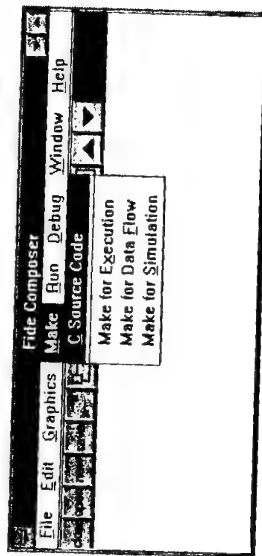 Fide Composer
File Edit Graphics Make Run Debug Window Help
C Source Code
Make for Execution
Make for Data Flow
Make for Simulation